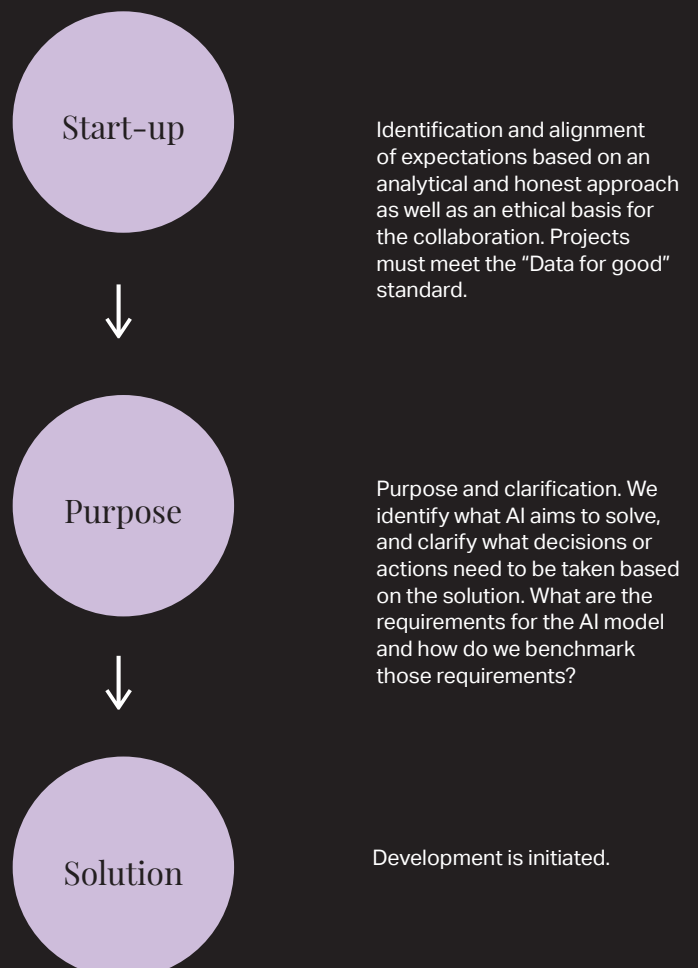 Start-up
Identification and alignment
of expectations based on an
analytical and honest approach
as well as an ethical basis for
the collaboration. Projects
must meet the “Data for good”
standard.
Purpose
Purpose and clarification. We
identify what AI aims to solve,
and clarify what decisions or
actions need to be taken based
on the solution. What are the
requirements for the AI model
and how do we benchmark
those requirements?
Solution
Development is initiated.